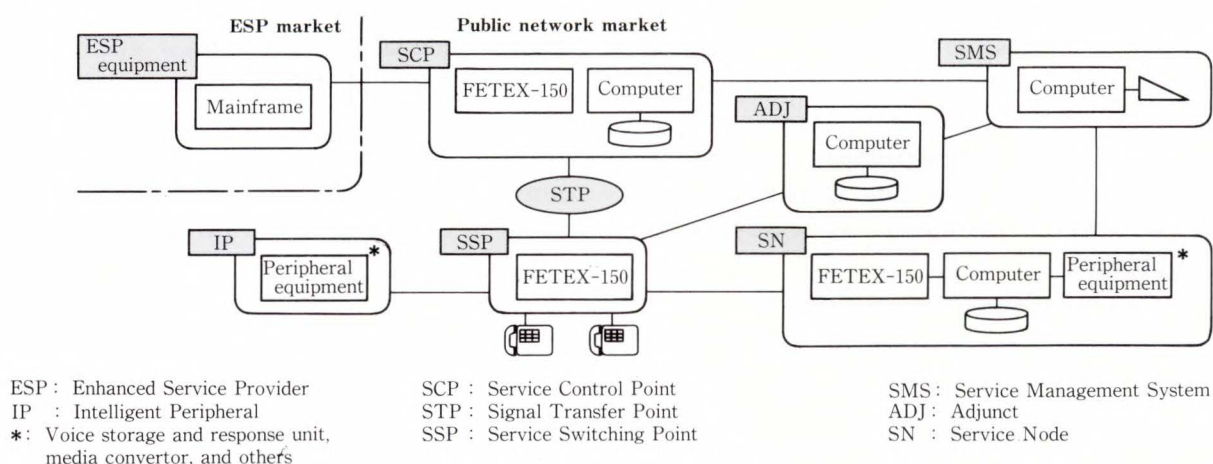 ESP market
Public network market
ESP
equipment
Mainframe
SCP
FETEX-150
Computer
SMS
Computer
ADJ
Computer
STP
IP
Peripheral
equipment
*
SSP
FETEX-150
SN
FETEX-150
Computer
Peripheral
equipment
*
ESP : Enhanced Service Provider
IP : Intelligent Peripheral
*: Voice storage and response unit,
media convertor, and others
SCP : Service Control Point
STP : Signal Transfer Point
SSP : Service Switching Point
SMS : Service Management System
ADJ : Adjunct
SN : Service Node